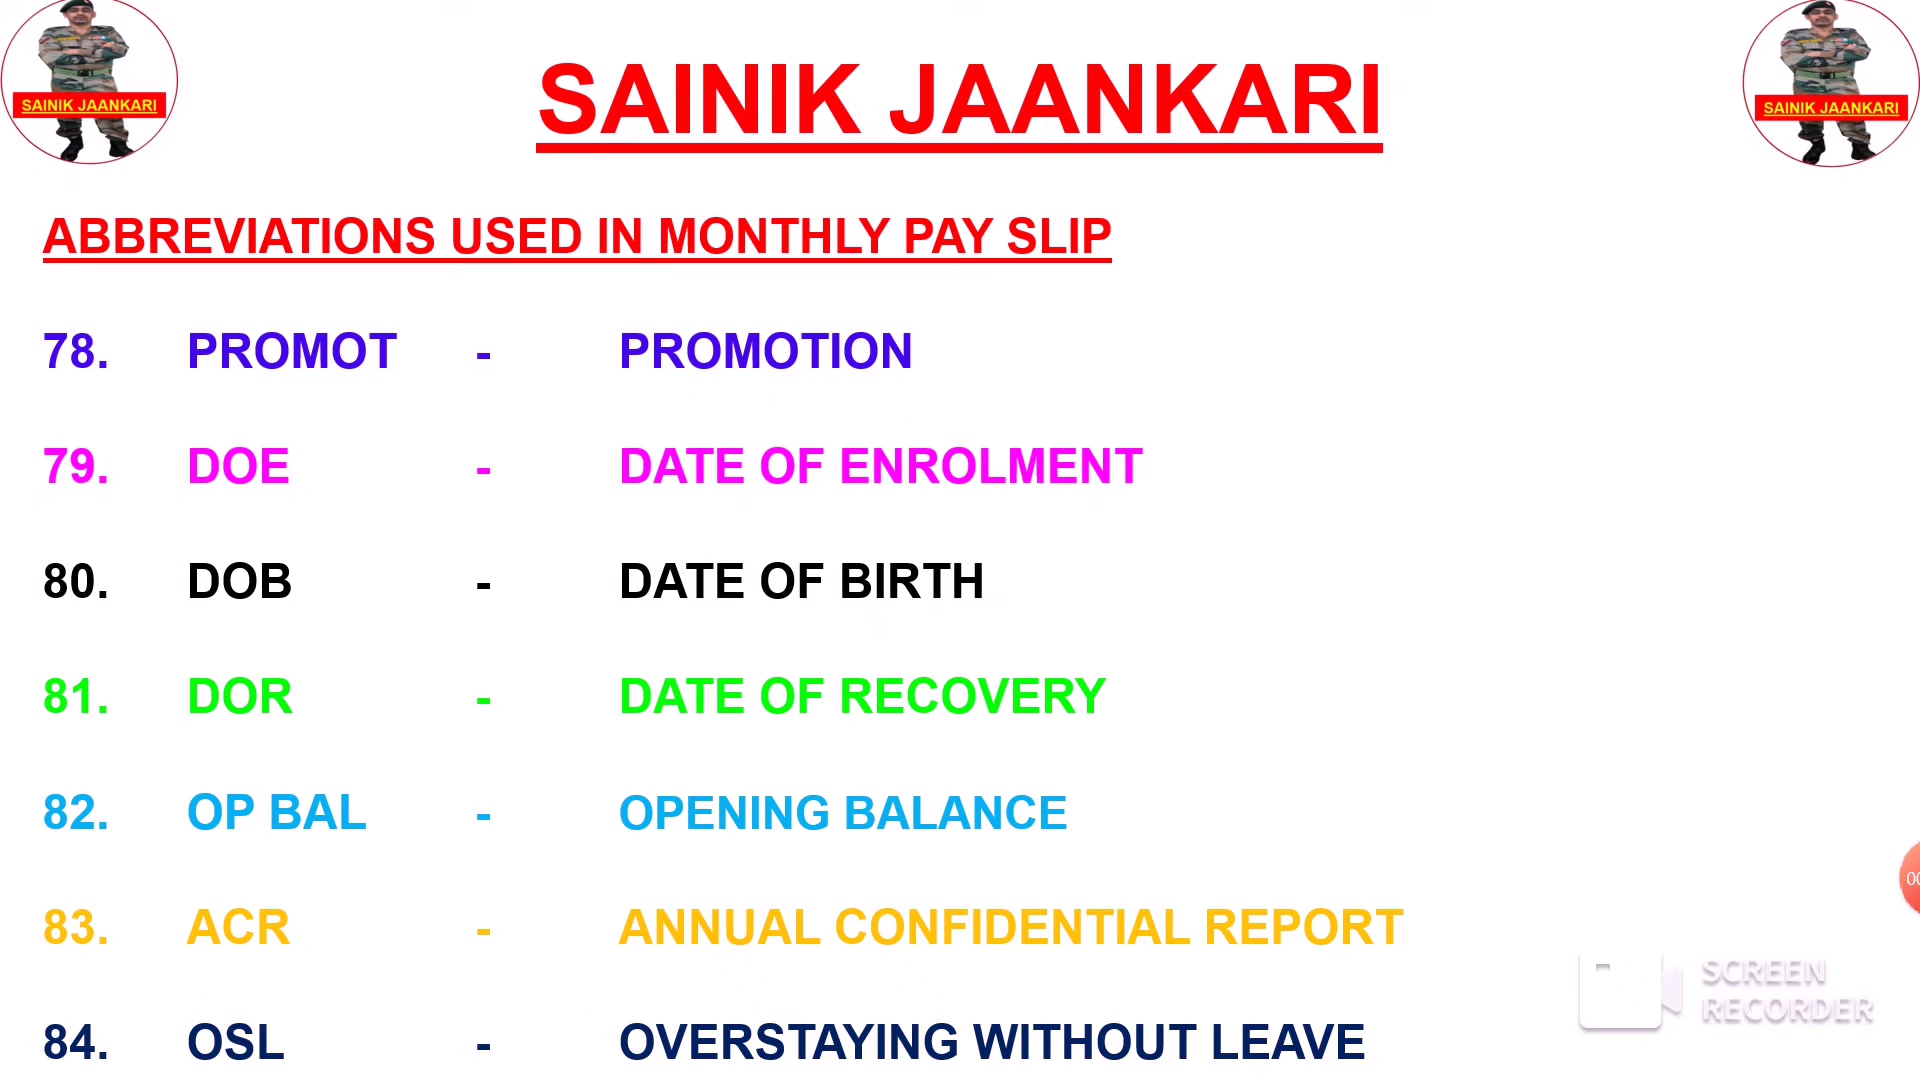 SAINIK JAANKARI
SAINIK JAANKARI
SAINIK JAANKARI
ABBREVIATIONS USED IN MONTHLY PAY SLIP
78. PROMOT - PROMOTION
79. DOE - DATE OF ENROLMENT
80. DOB - DATE OF BIRTH
81. DOR - DATE OF RECOVERY
82. OP BAL - OPENING BALANCE
83. ACR - ANNUAL CONFIDENTIAL REPORT
84. OSL - OVERSTAYING WITHOUT LEAVE
SCREEN
RECORDER